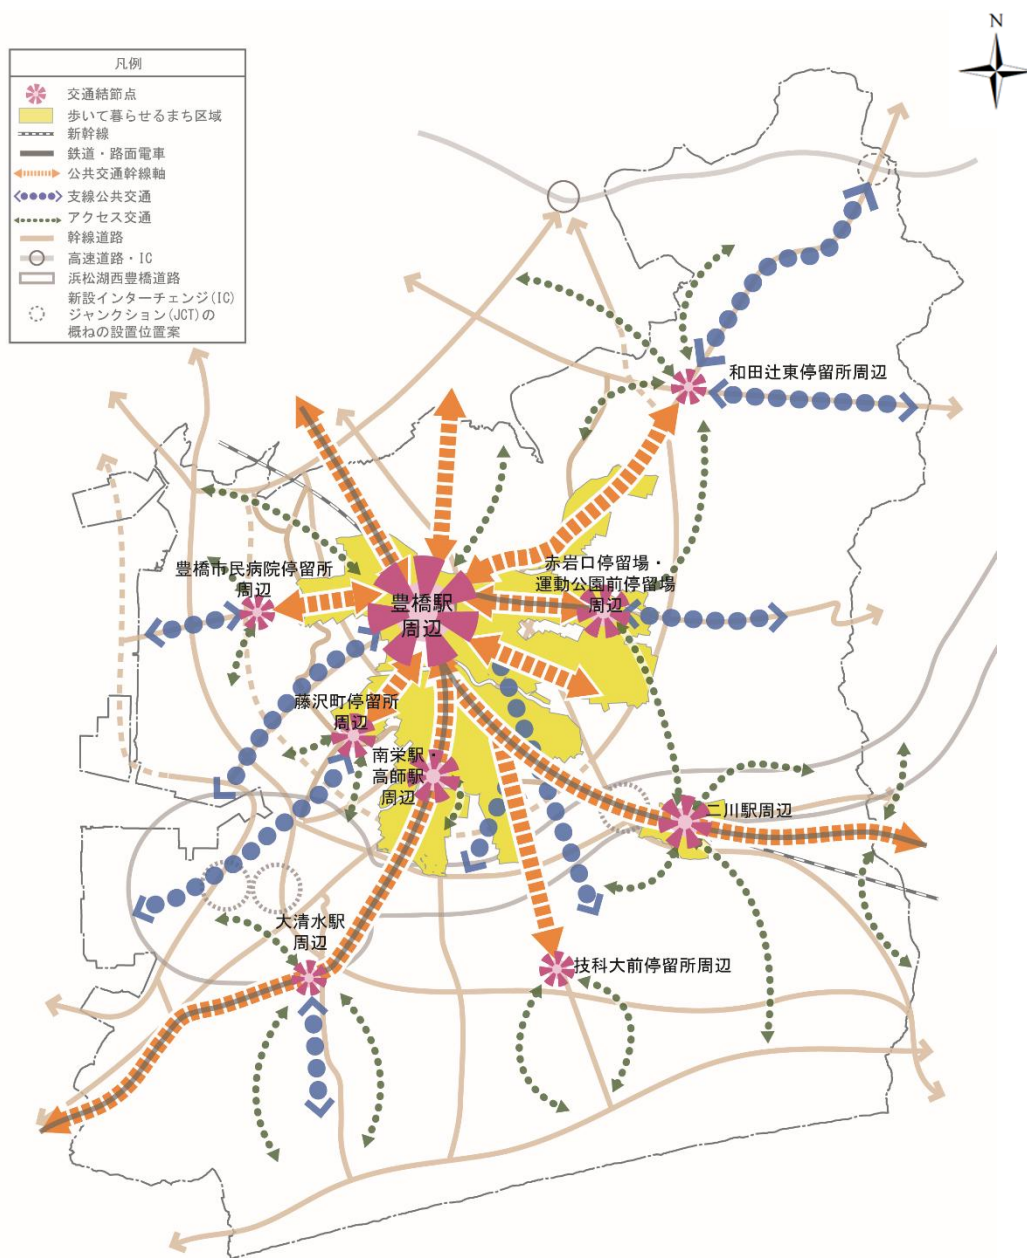 N
凡例
交通結節点
歩いて暮らせるまち区域
新幹線
鉄道・路面電車
公共交通幹線軸
支線公共交通
アクセス交通
幹線道路
高速道路・IC
浜松湖西豊橋道路
新設インターチェンジ(IC)
ジャンクション(JCT)の
概ねの設置位置案
和田辻東停留所周辺
赤岩口停留場・
運動公園前停留場
周辺
豊橋市民病院停留所
周辺
豊橋駅
周辺
藤沢町停留所
周辺
南栄駅・
高師駅
周辺
二川駅周辺
大清水駅
周辺
技科大前停留所周辺